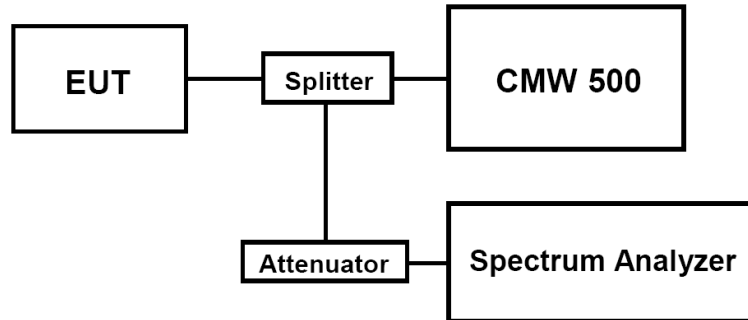 EUT
Splitter
CMW 500
Attenuator
Spectrum Analyzer